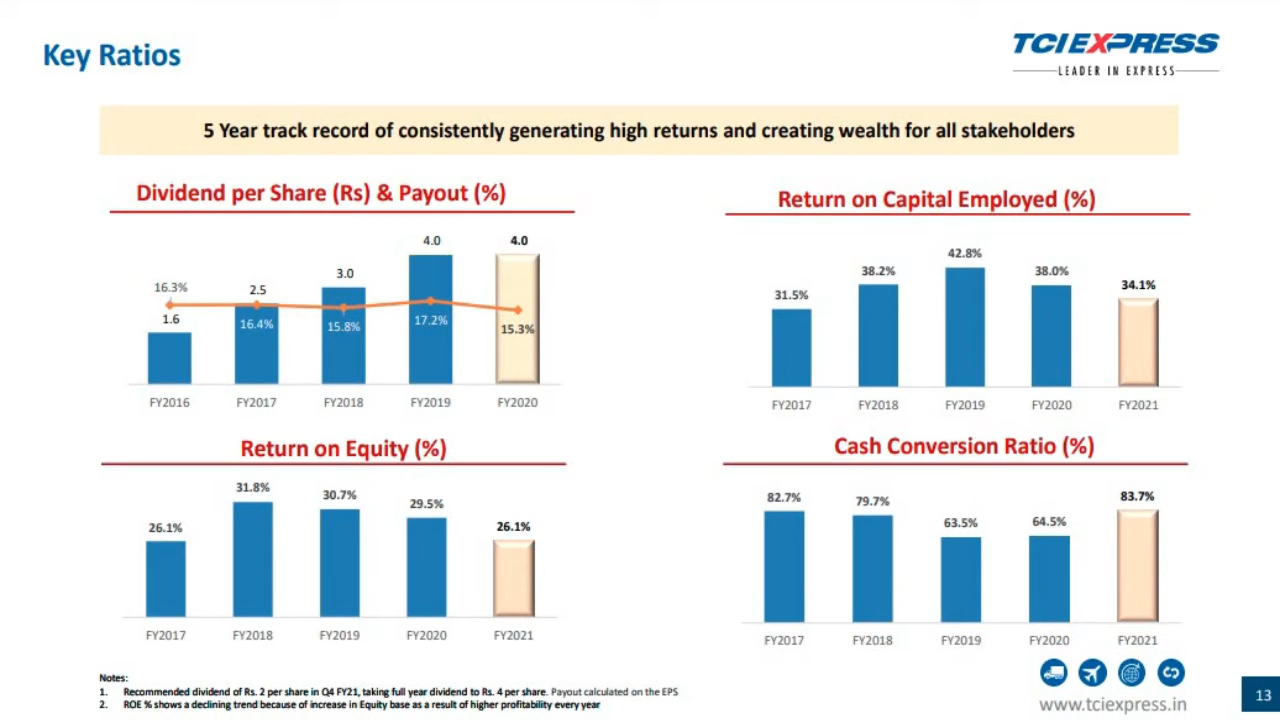 Key Ratios
TCIEXPRESS
LEADER IN EXPRESS
5 Year track record of consistently generating high returns and creating wealth for all stakeholders
Dividend per Share (Rs) & Payout (%)
4.0 4.0
3.0
16.3% 2.5
1.6 16.4% 15.8% 17.2% 15.3%
FY2016 FY2017 FY2018 FY2019 FY2020
Return on Capital Employed (%)
31.5% 38.2% 42.8% 38.0% 34.1%
FY2017 FY2018 FY2019 FY2020 FY2021
Return on Equity (%)
26.1% 31.8% 30.7% 29.5% 26.1%
FY2017 FY2018 FY2019 FY2020 FY2021
Cash Conversion Ratio (%)
82.7% 79.7% 63.5% 64.5% 83.7%
FY2017 FY2018 FY2019 FY2020 FY2021
Notes:
1. Recommended dividend of Rs. 2 per share in Q4 FY21, taking full year dividend to Rs. 4 per share. Payout calculated on the EPS
2. ROE % shows a declining trend because of increase in Equity base as a result of higher profitability every year
www.tciexpress.in
13